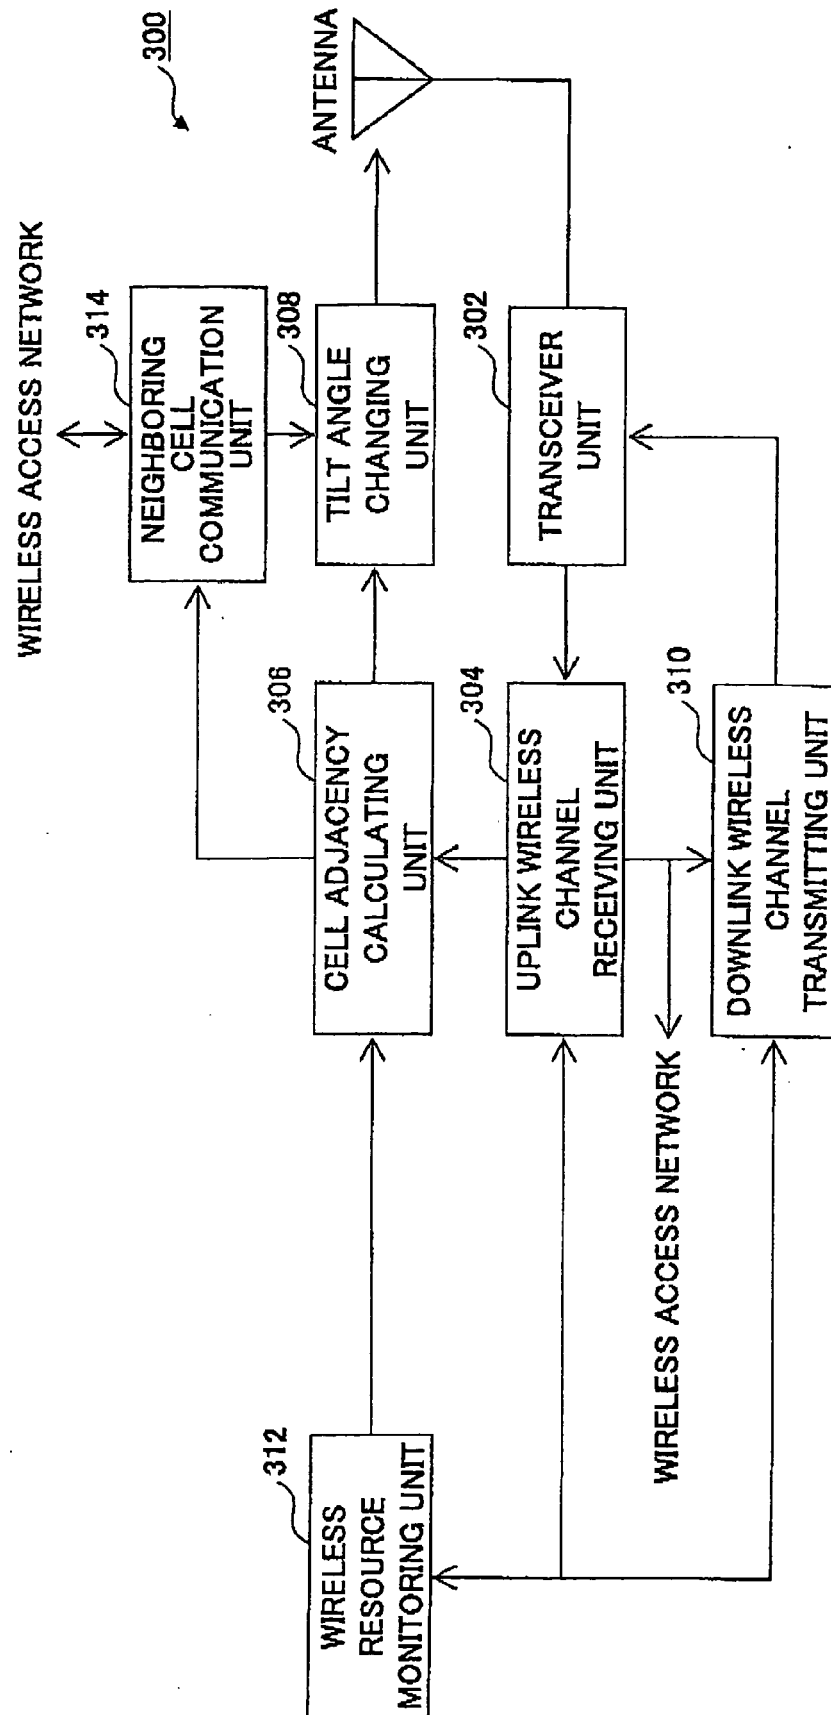 300
ANTENNA
WIRELESS ACCESS NETWORK
314
NEIGHBORING
CELL
COMMUNICATION
UNIT
308
TILT ANGLE
CHANGING
UNIT
302
TRANSCEIVER
UNIT
306
CELL ADJACENCY
CALCULATING
UNIT
304
UPLINK WIRELESS
CHANNEL
RECEIVING UNIT
310
DOWNLINK WIRELESS
CHANNEL
TRANSMITTING UNIT
WIRELESS ACCESS NETWORK
312
WIRELESS
RESOURCE
MONITORING UNIT